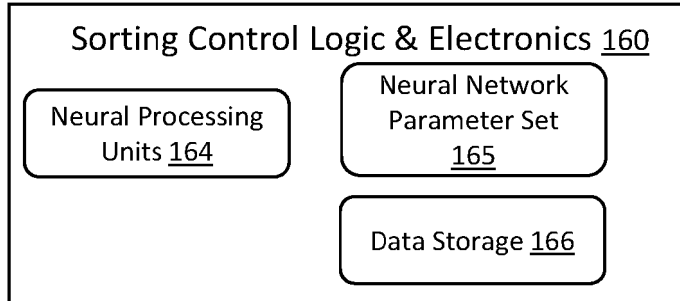 Sorting Control Logic & Electronics 160
Neural Processing
Units 164
Neural Network
Parameter Set
165
Data Storage 166